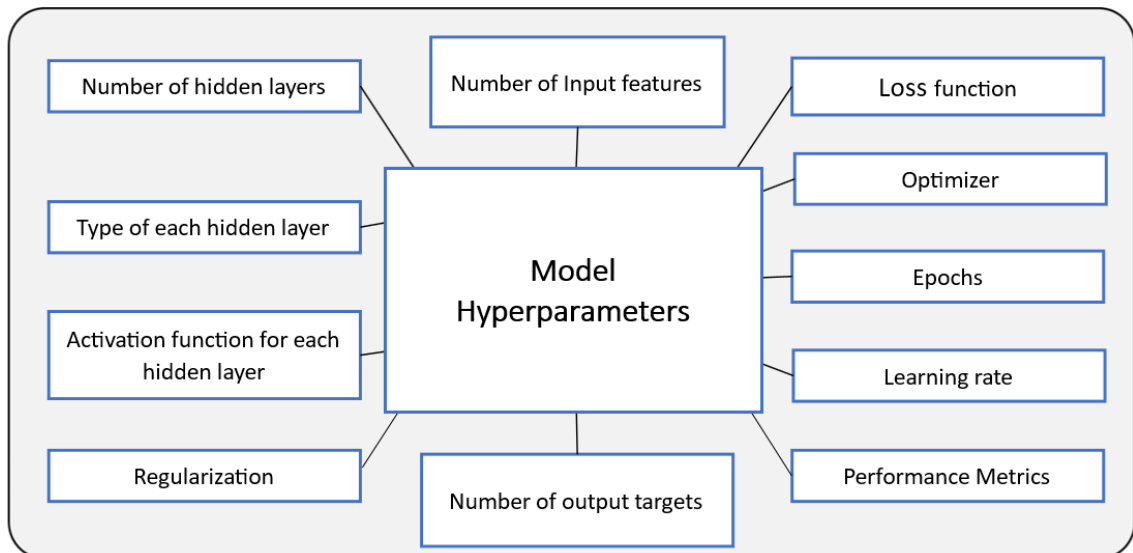 Number of hidden layers
Number of Input features
Loss function
Optimizer
Type of each hidden layer
Model
Hyperparameters
Epochs
Activation function for each
hidden layer
Learning rate
Regularization
Number of output targets
Performance Metrics